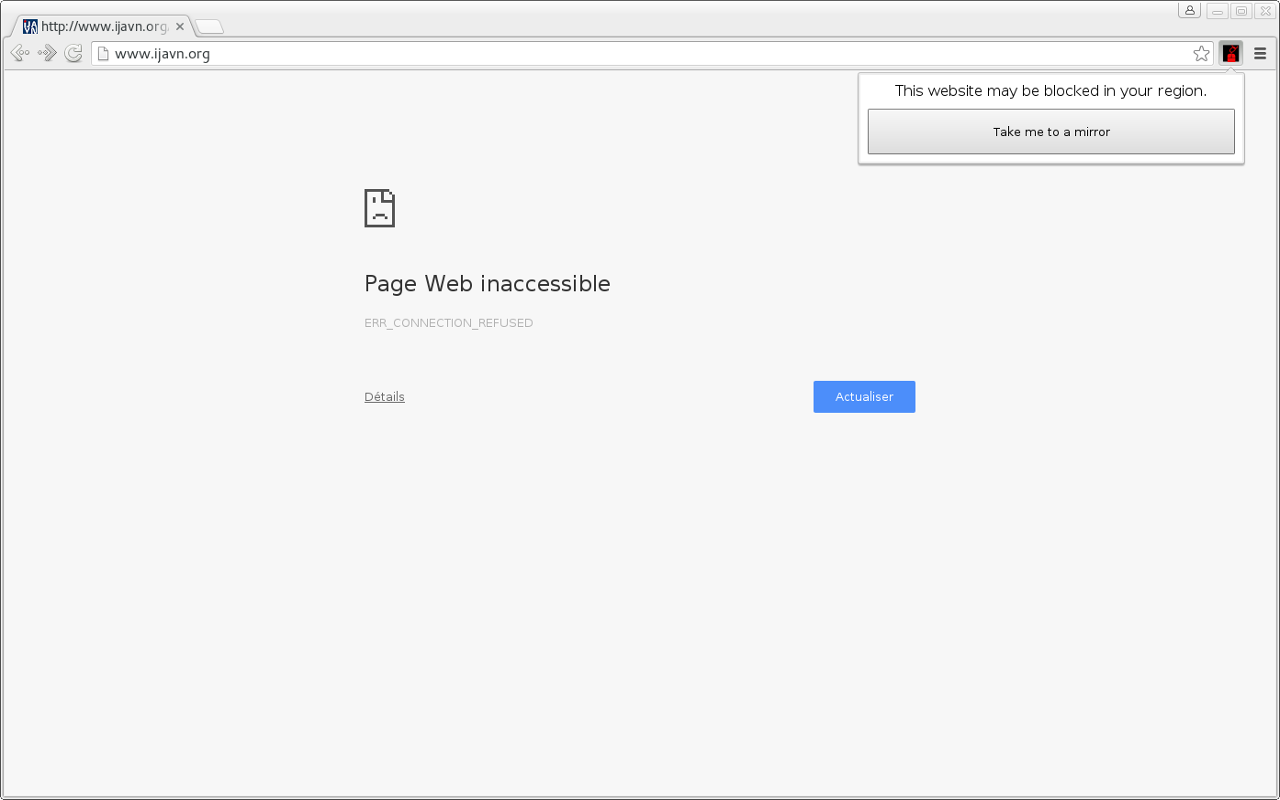 http://www.ijavn.org
www.ijavn.org
This website may be blocked in your region.
Take me to a mirror
Page Web inaccessible
ERR_CONNECTION_REFUSED
Détails
Actualiser